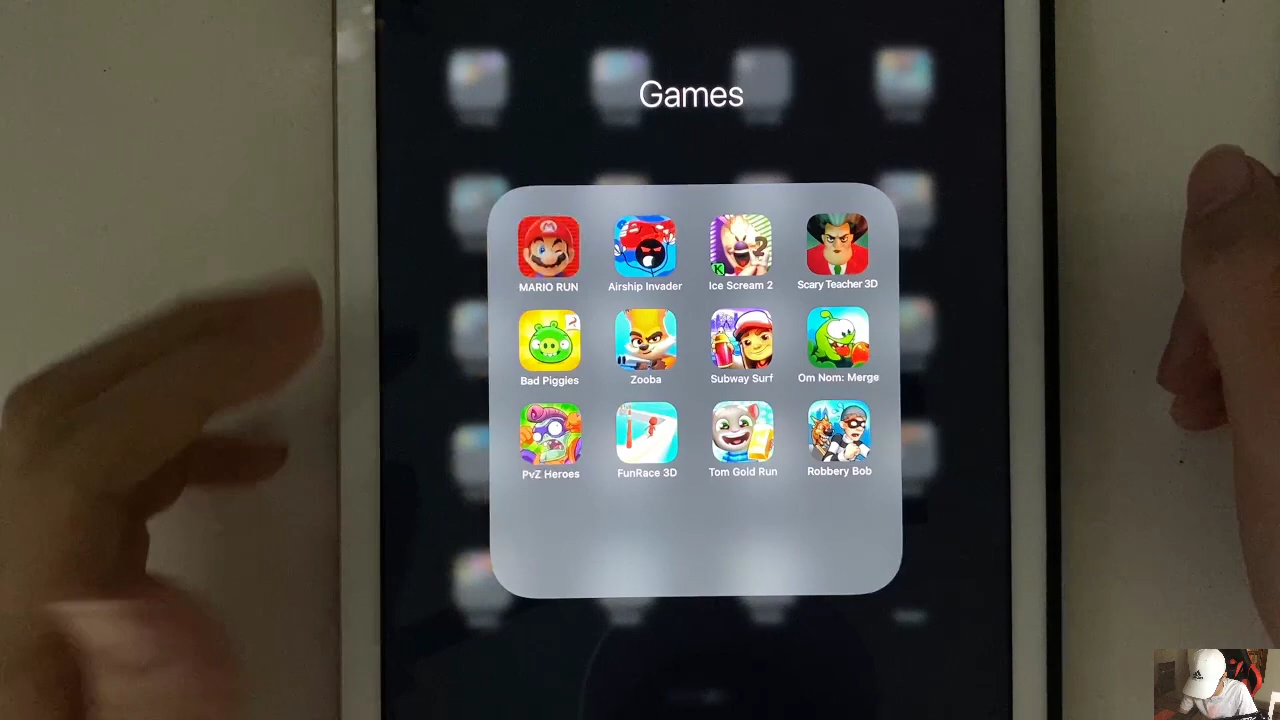 Games
MARIO RUN Airship Invader Ice Scream 2 Scary Teacher 3D
Bad Piggies Zooba Subway Surf Om Nom: Merge
PvZ Heroes FunRace 3D Tom Gold Run Robbery Bob